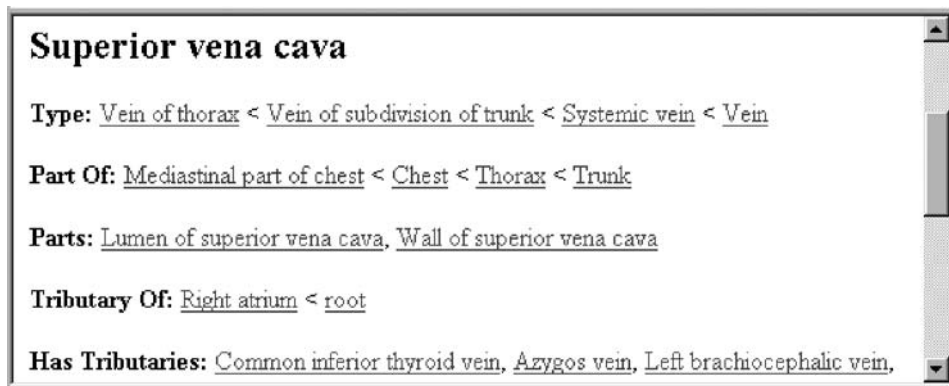 Superior vena cava
Type: Vein of thorax < Vein of subdivision of trunk < Systemic vein < Vein
Part Of: Mediastinal part of chest < Chest < Thorax < Trunk
Parts: Lumen of superior vena cava, Wall of superior vena cava
Tributary Of: Right atrium < root
Has Tributaries: Common inferior thyroid vein, Azygos vein, Left brachiocephalic vein,